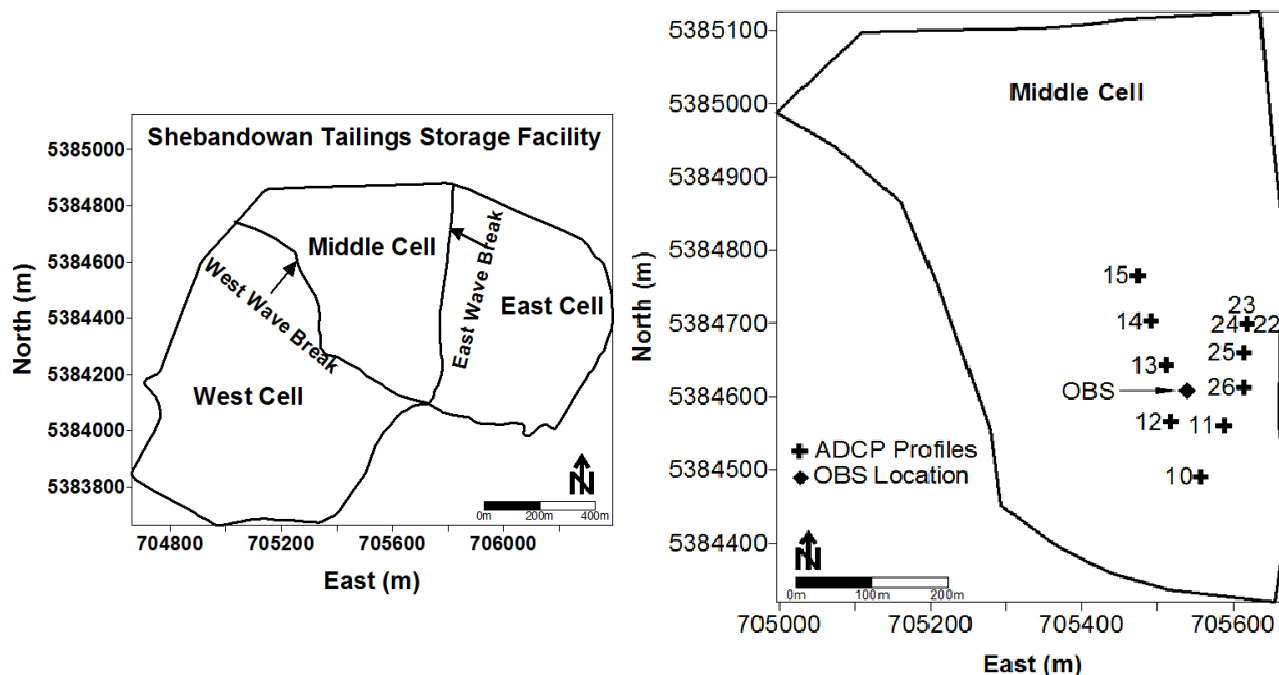 Shebandowan Tailings Storage Facility
5385000
5384800
5384600
5384400
5384200
5384000
5383800
North (m)
Middle Cell
West Wave Break
East Wave Break
East Cell
West Cell
N
0m 200m 400m
704800 705200 705600 706000
East (m)
5385100
5385000
5384900
5384800
5384700
5384600
5384500
5384400
North (m)
Middle Cell
15
23
14 24 22
25
13
OBS 26
12 11
10
ADCP Profiles
OBS Location
N
0m 100m 200m
705000 705200 705400 705600
East (m)